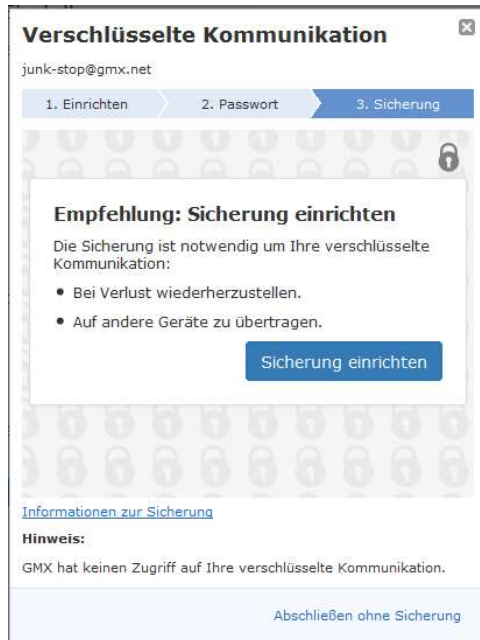 Verschlüsselte Kommunikation
junk-stop@gmx.net
1. Einrichten 2. Passwort 3. Sicherung
Empfehlung: Sicherung einrichten
Die Sicherung ist notwendig um Ihre verschlüsselte
Kommunikation:
• Bei Verlust wiederherzustellen.
• Auf andere Geräte zu übertragen.
Sicherung einrichten
Informationen zur Sicherung
Hinweis:
GMX hat keinen Zugriff auf Ihre verschlüsselte Kommunikation.
Abschließen ohne Sicherung